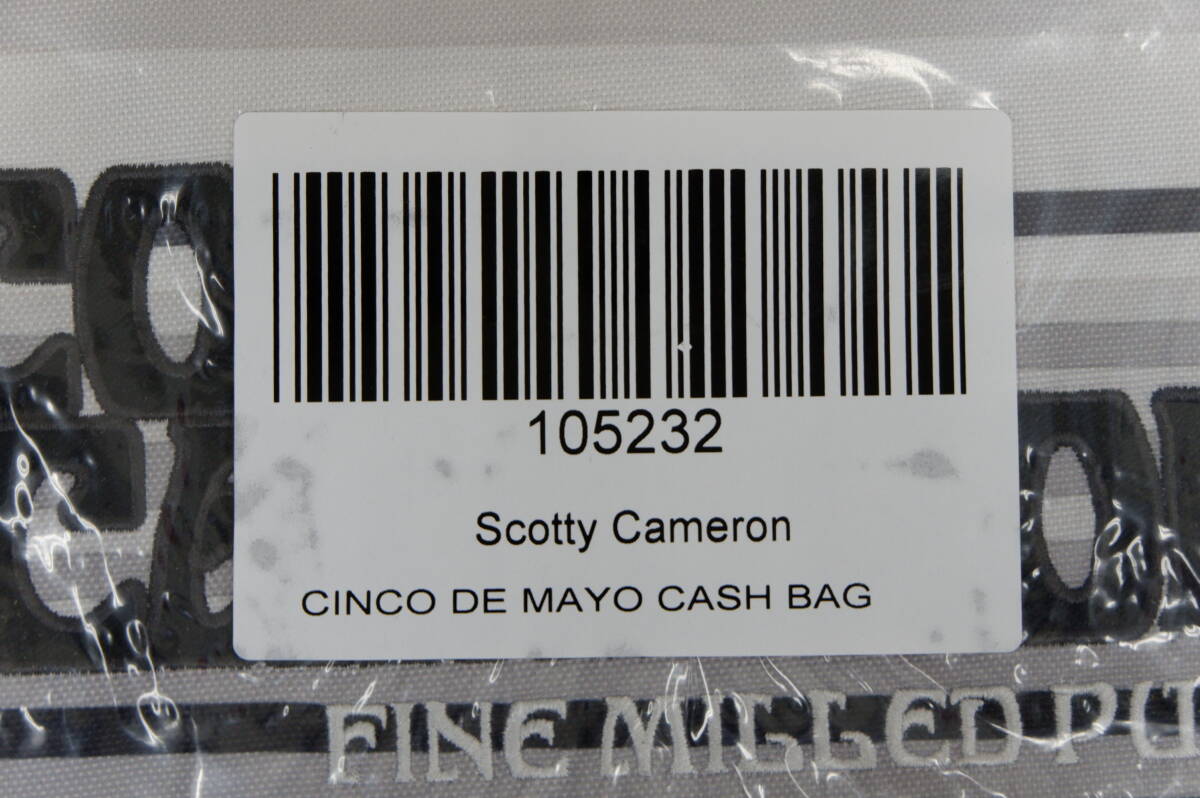 105232
Scotty Cameron
CINCO DE MAYO CASH BAG
FINE MILLED PU